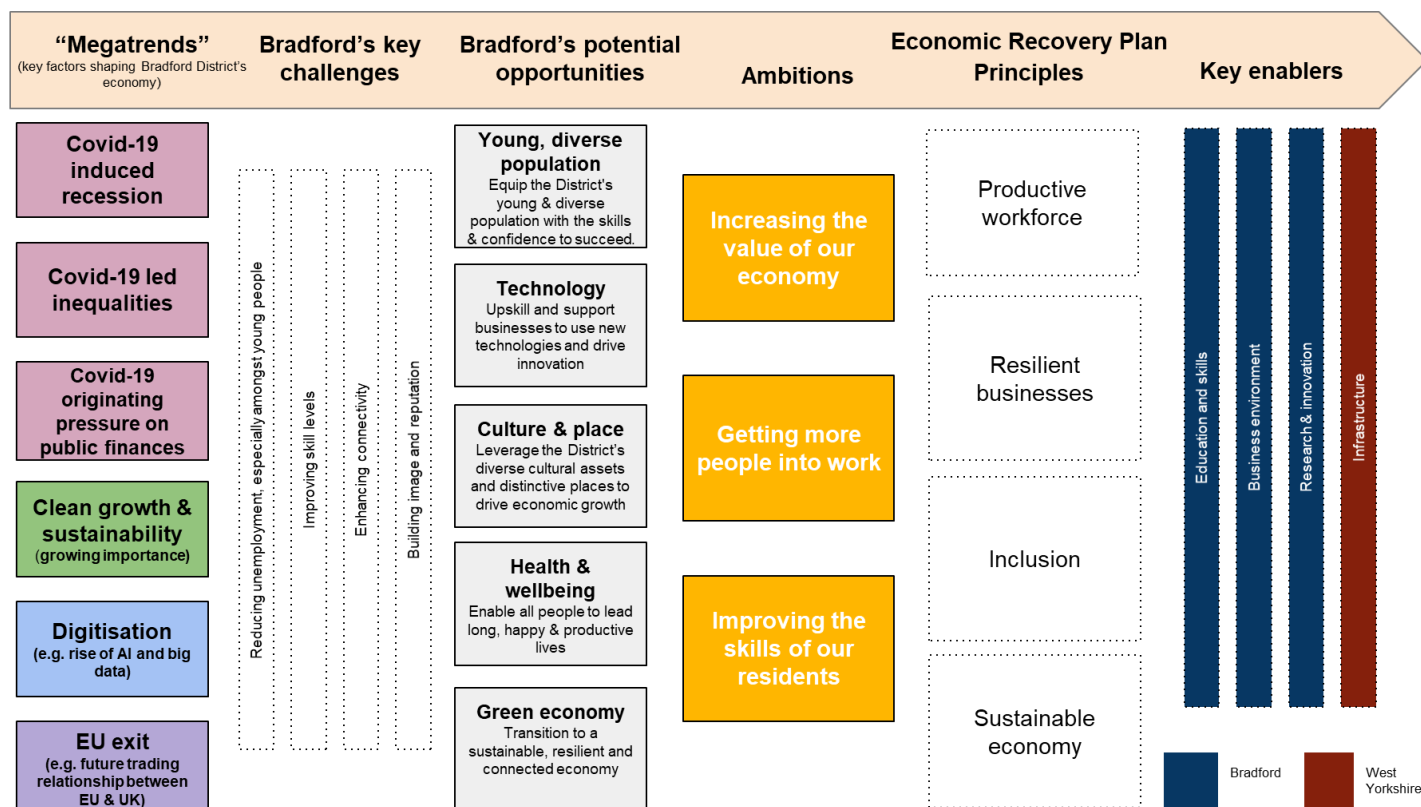 “Megatrends”
(key factors shaping Bradford District’s
economy)
Bradford’s key
challenges
Bradford’s potential
opportunities
Ambitions
Economic Recovery Plan
Principles
Key enablers
Covid-19
induced
recession
Covid-19 led
inequalities
Covid-19
originating
pressure on
public finances
Clean growth &
sustainability
(growing importance)
Digitisation
(e.g. rise of AI and big
data)
EU exit
(e.g. future trading
relationship between
EU & UK)
Reducing unemployment, especially amongst young people
Improving skill levels
Enhancing connectivity
Building image and reputation
Young, diverse
population
Equip the District’s
young & diverse
population with the skills
& confidence to succeed.
Technology
Upskill and support
businesses to use new
technologies and drive
innovation
Culture & place
Leverage the District’s
diverse cultural assets
and distinctive places to
drive economic growth
Health &
wellbeing
Enable all people to lead
long, happy & productive
lives
Green economy
Transition to a
sustainable, resilient and
connected economy
Increasing the
value of our
economy
Getting more
people into work
Improving the
skills of our
residents
Productive
workforce
Resilient
businesses
Inclusion
Sustainable
economy
Education and skills
Business environment
Research & innovation
Infrastructure
Bradford
West
Yorkshire